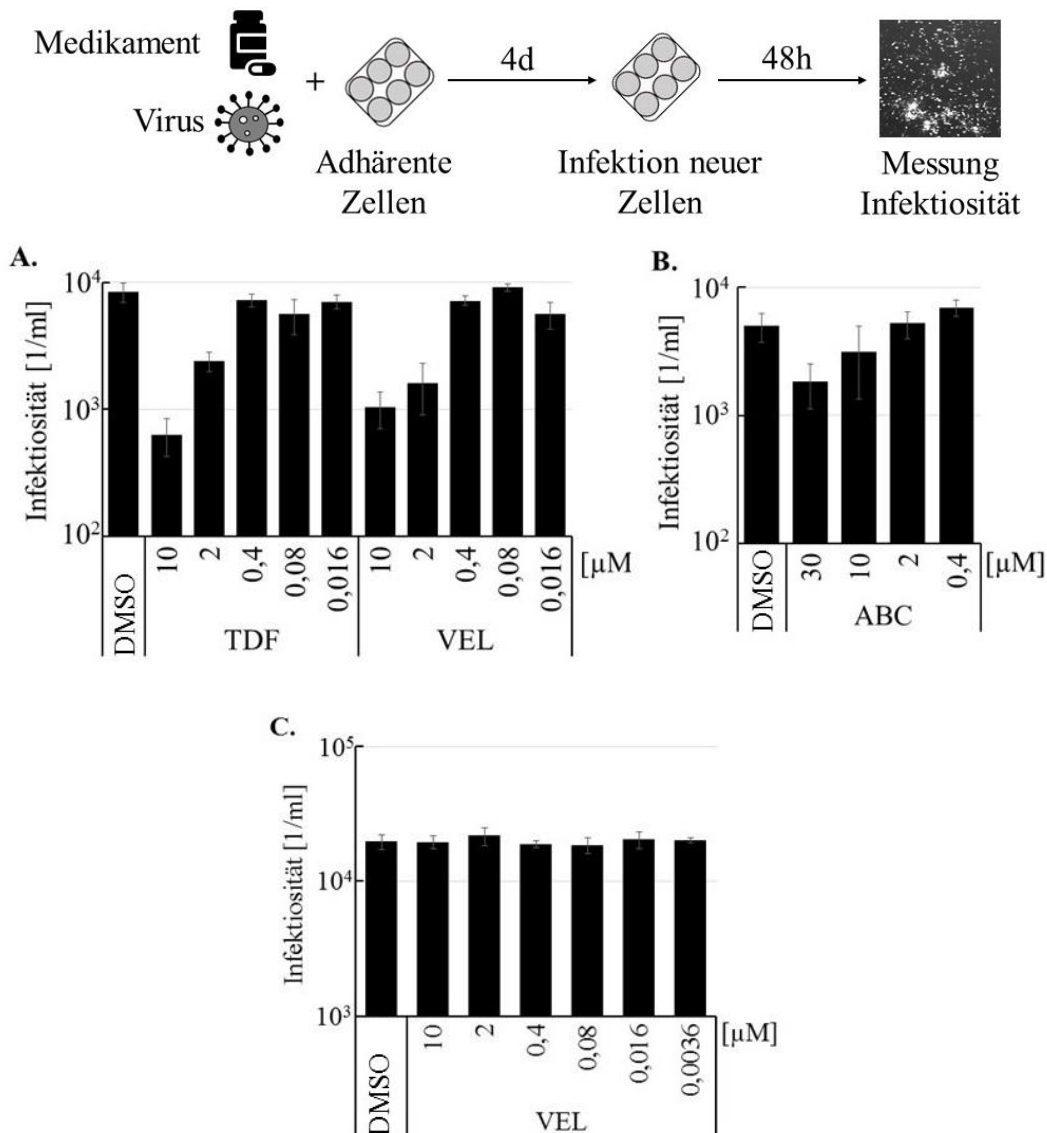 Medikament
Virus
+
4d
48h
Adhärente
Zellen
Infektion neuer
Zellen
Messung
Infektiosität
A.
Infektiosität [1/ml]
10⁴
10³
10²
DMSO
10
2
0,4
0,08
0,016
10
2
0,4
0,08
0,016
[µM
TDF
VEL
B.
Infektiosität [1/ml]
10⁴
10³
10²
DMSO
30
10
2
0,4
[µM]
ABC
C.
Infektiosität [1/ml]
10⁵
10⁴
10³
DMSO
10
2
0,4
0,08
0,016
0,0036
[µM]
VEL